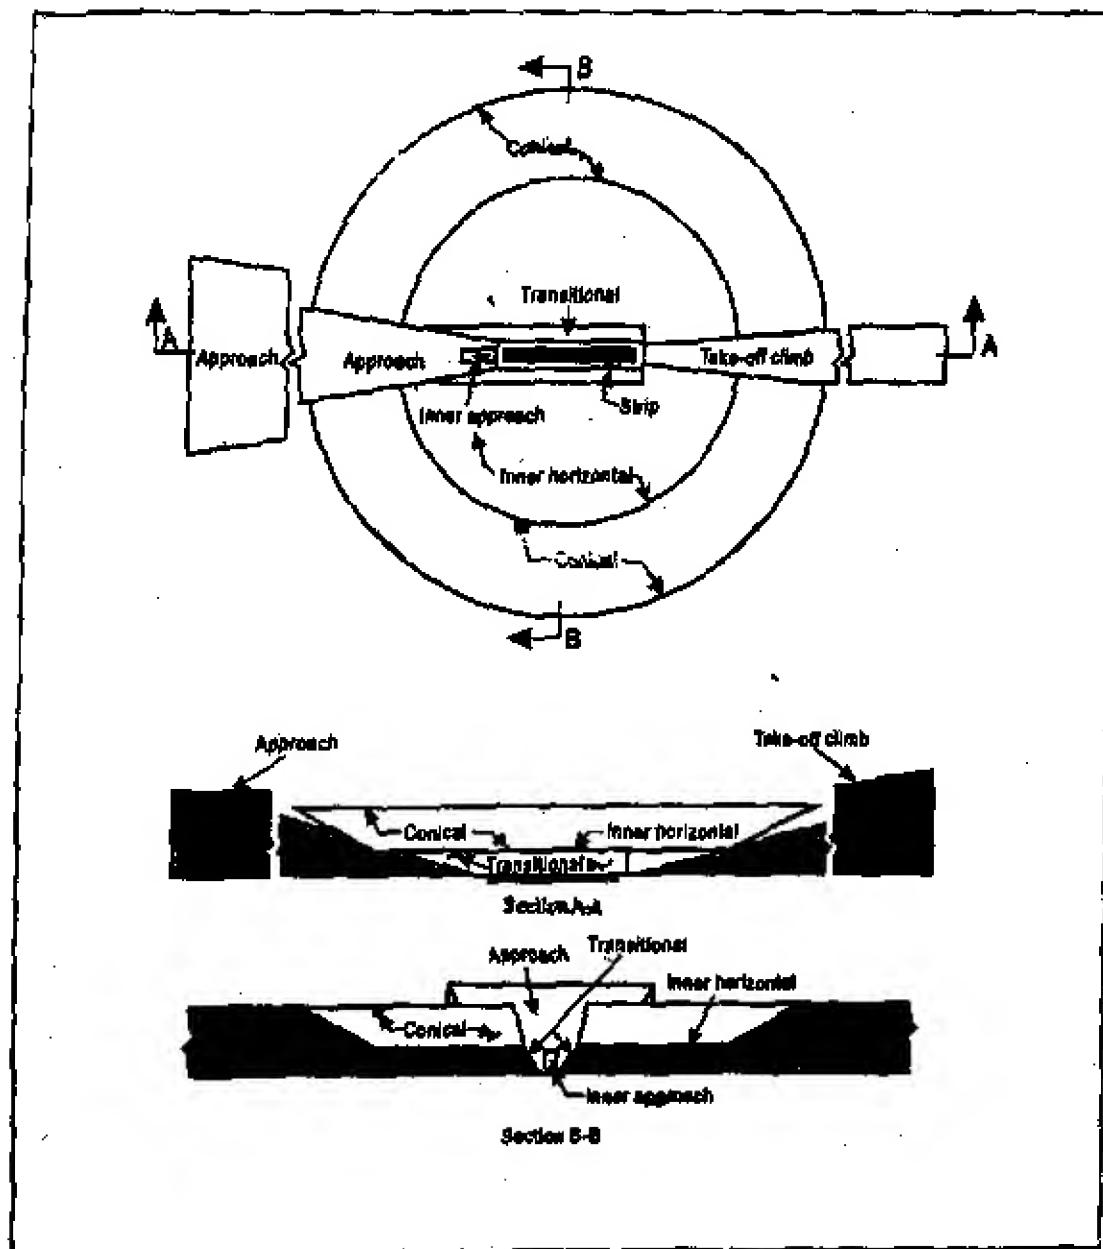 B
Conical
Transitional
A
Approach
Approach
Take-off climb
A
Inner approach
Strip
Inner horizontal
Conical
B
Approach
Take-off climb
Conical
Inner horizontal
Transitional
Section A-A
Transitional
Approach
Inner horizontal
Conical
Inner approach
Section B-B